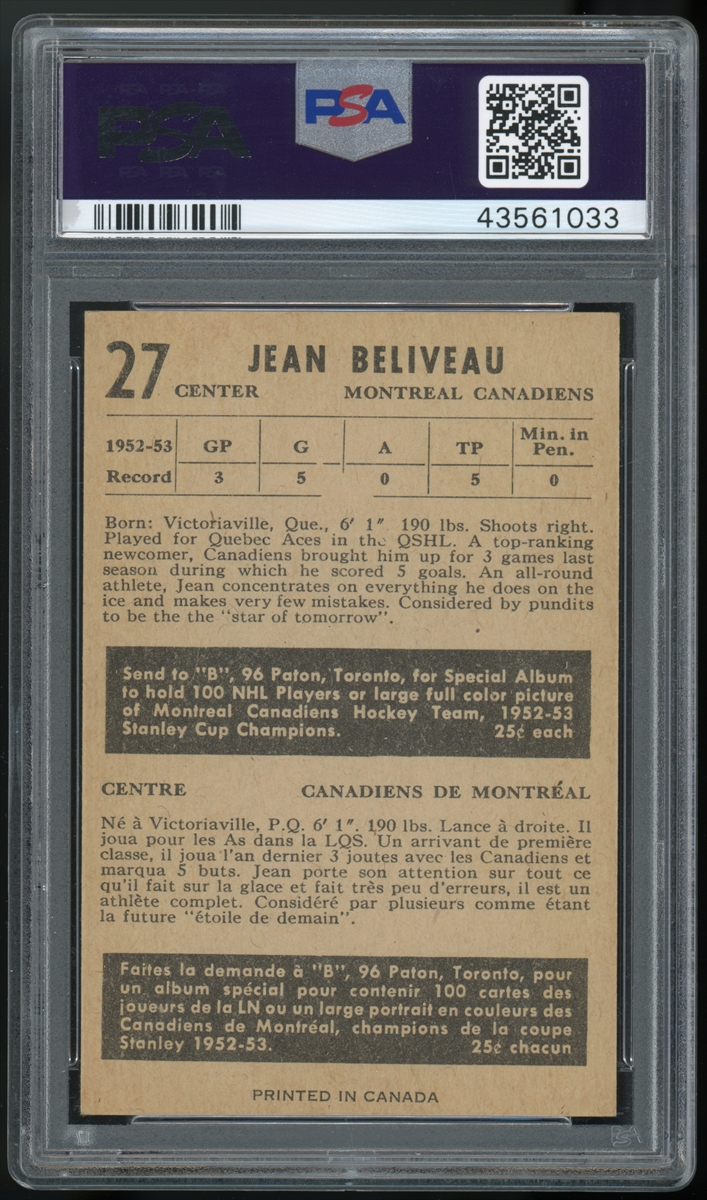 PSA
PSA
43561033
27 JEAN BELIVEAU
CENTER MONTREAL CANADIENS
1952-53 GP G A TP Min. in Pen.
Record 3 5 0 5 0
Born: Victoriaville, Que., 6' 1". 190 lbs. Shoots right.
Played for Quebec Aces in the QSHL. A top-ranking
newcomer, Canadiens brought him up for 3 games last
season during which he scored 5 goals. An all-round
athlete, Jean concentrates on everything he does on the
ice and makes very few mistakes. Considered by pundits
to be the the "star of tomorrow".
Send to "B", 96 Paton, Toronto, for Special Album
to hold 100 NHL Players or large full color picture
of Montreal Canadiens Hockey Team, 1952-53
Stanley Cup Champions. 25¢ each
CENTRE CANADIENS DE MONTRÉAL
Né à Victoriaville, P.Q. 6' 1". 190 lbs. Lance à droite. Il
joua pour les As dans la LQS. Un arrivant de première
classe, il joua l'an dernier 3 joutes avec les Canadiens et
marqua 5 buts. Jean porte son attention sur tout ce
qu'il fait sur la glace et fait très peu d'erreurs, il est un
athlète complet. Considéré par plusieurs comme étant
la future "étoile de demain".
Faites la demande à "B", 96 Paton, Toronto, pour
un album spécial pour contenir 100 cartes des
joueurs de la LN ou un large portrait en couleurs des
Canadiens de Montréal, champions de la coupe
Stanley 1952-53. 25¢ chacun
PRINTED IN CANADA